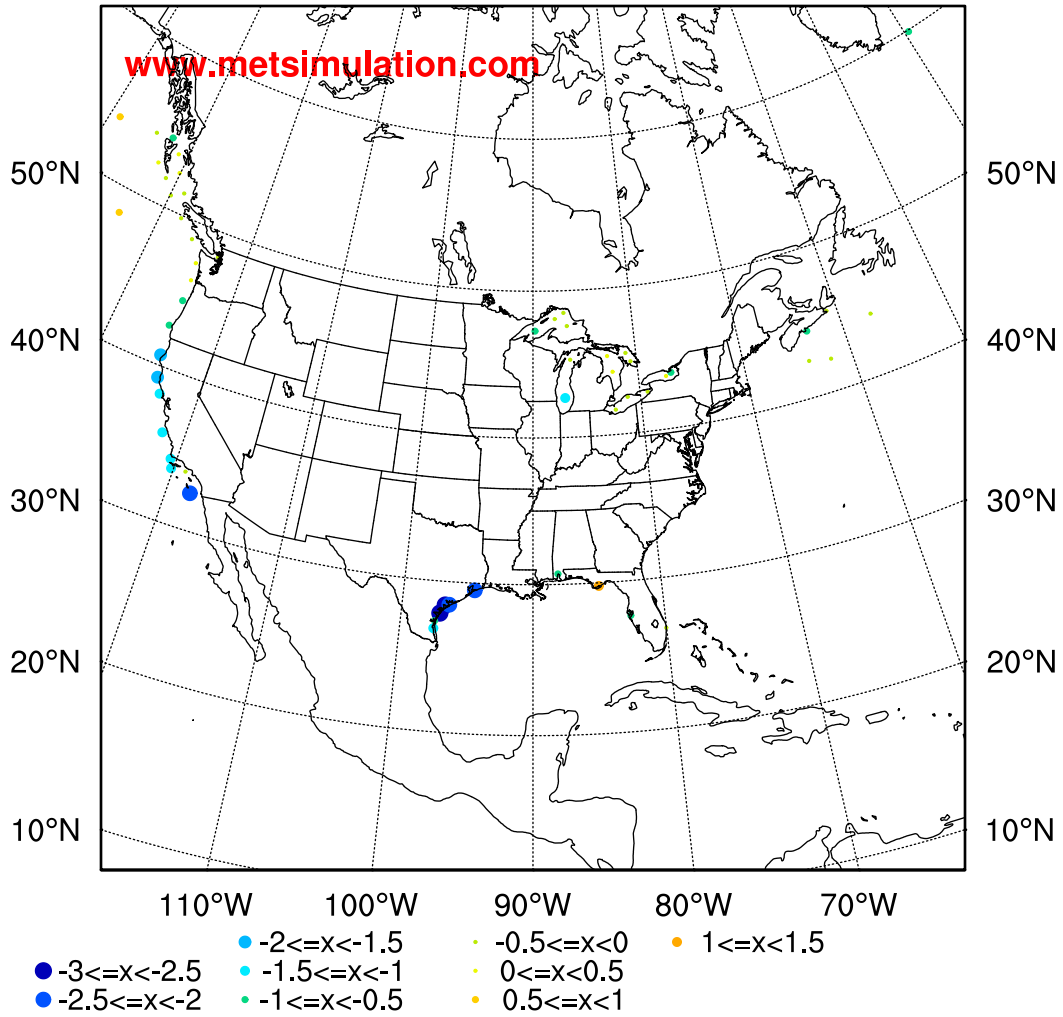 www.metsimulation.com
50°N 50°N
40°N 40°N
30°N 30°N
20°N 20°N
10°N 10°N
110°W 100°W 90°W 80°W 70°W
-2<=x<-1.5 -0.5<=x<0 1<=x<1.5
-3<=x<-2.5 -1.5<=x<-1 0<=x<0.5
-2.5<=x<-2 -1<=x<-0.5 0.5<=x<1